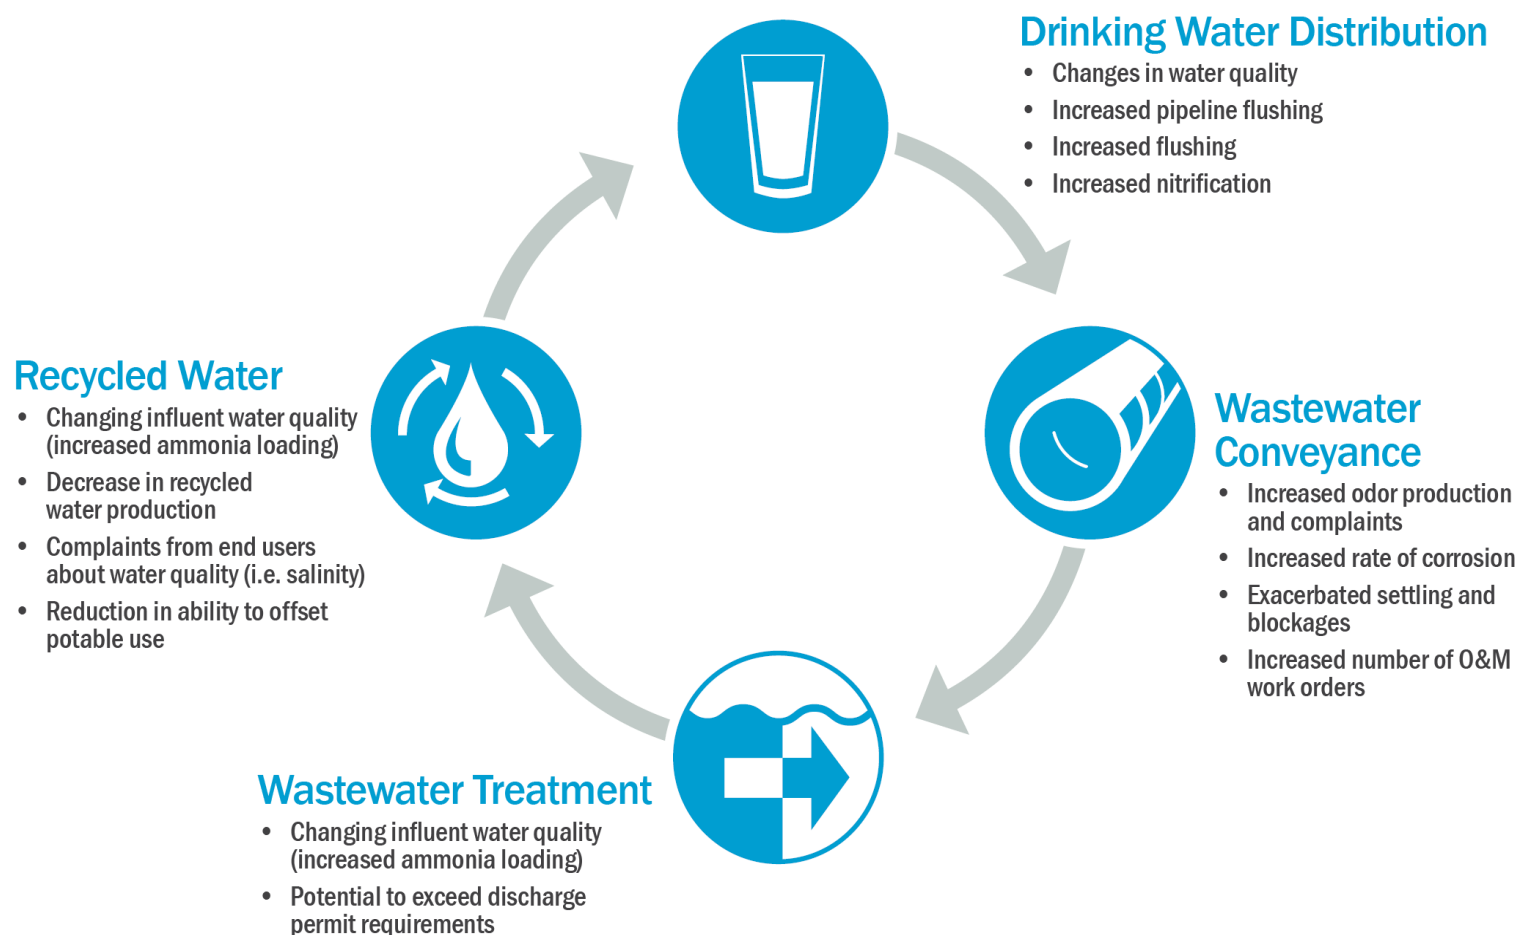 Drinking Water Distribution
• Changes in water quality
• Increased pipeline flushing
• Increased flushing
• Increased nitrification
Recycled Water
• Changing influent water quality
(increased ammonia loading)
• Decrease in recycled
water production
• Complaints from end users
about water quality (i.e. salinity)
• Reduction in ability to offset
potable use
Wastewater
Conveyance
• Increased odor production
and complaints
• Increased rate of corrosion
• Exacerbated settling and
blockages
• Increased number of O&M
work orders
Wastewater Treatment
• Changing influent water quality
(increased ammonia loading)
• Potential to exceed discharge
permit requirements